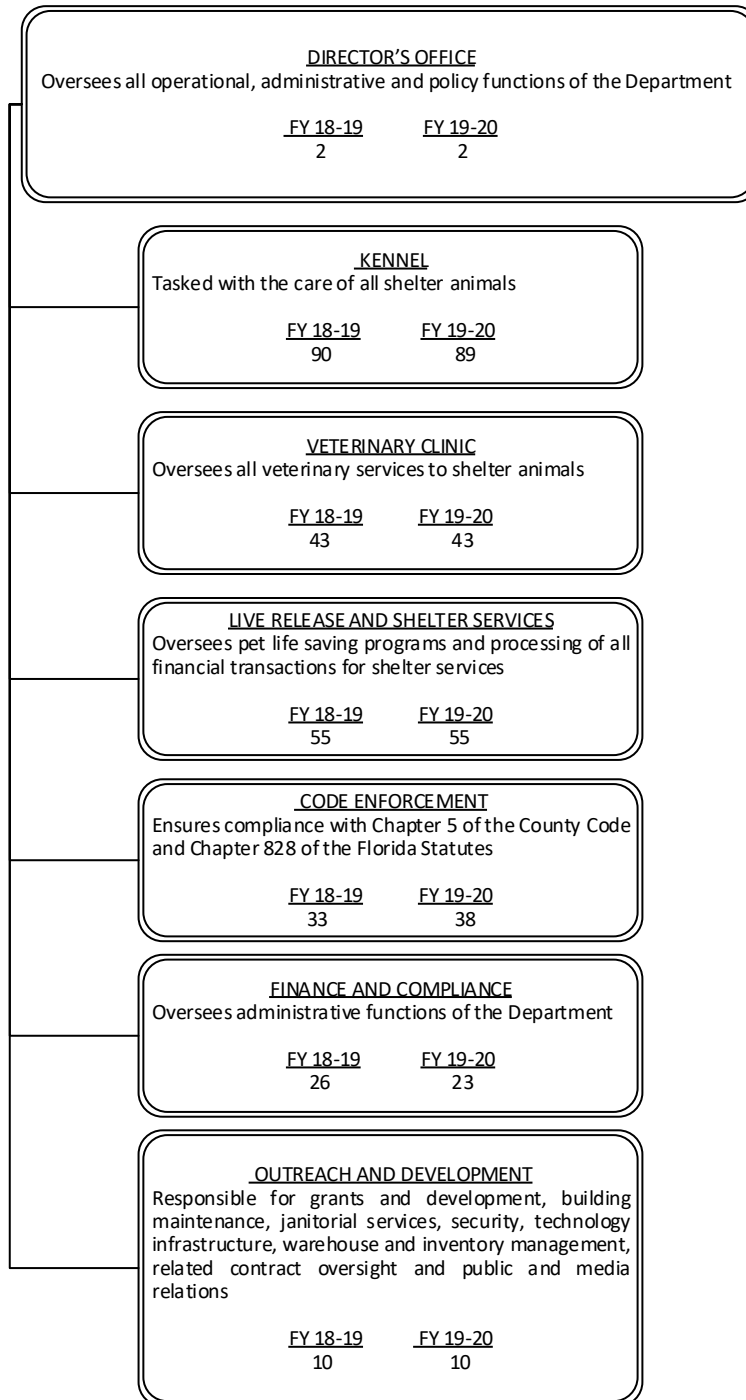 DIRECTOR’S OFFICE
Oversees all operational, administrative and policy functions of the Department
FY 18-19 FY 19-20
2 2
KENNEL
Tasked with the care of all shelter animals
FY 18-19 FY 19-20
90 89
VETERINARY CLINIC
Oversees all veterinary services to shelter animals
FY 18-19 FY 19-20
43 43
LIVE RELEASE AND SHELTER SERVICES
Oversees pet life saving programs and processing of all
financial transactions for shelter services
FY 18-19 FY 19-20
55 55
CODE ENFORCEMENT
Ensures compliance with Chapter 5 of the County Code
and Chapter 828 of the Florida Statutes
FY 18-19 FY 19-20
33 38
FINANCE AND COMPLIANCE
Oversees administrative functions of the Department
FY 18-19 FY 19-20
26 23
OUTREACH AND DEVELOPMENT
Responsible for grants and development, building
maintenance, janitorial services, security, technology
infrastructure, warehouse and inventory management,
related contract oversight and public and media
relations
FY 18-19 FY 19-20
10 10